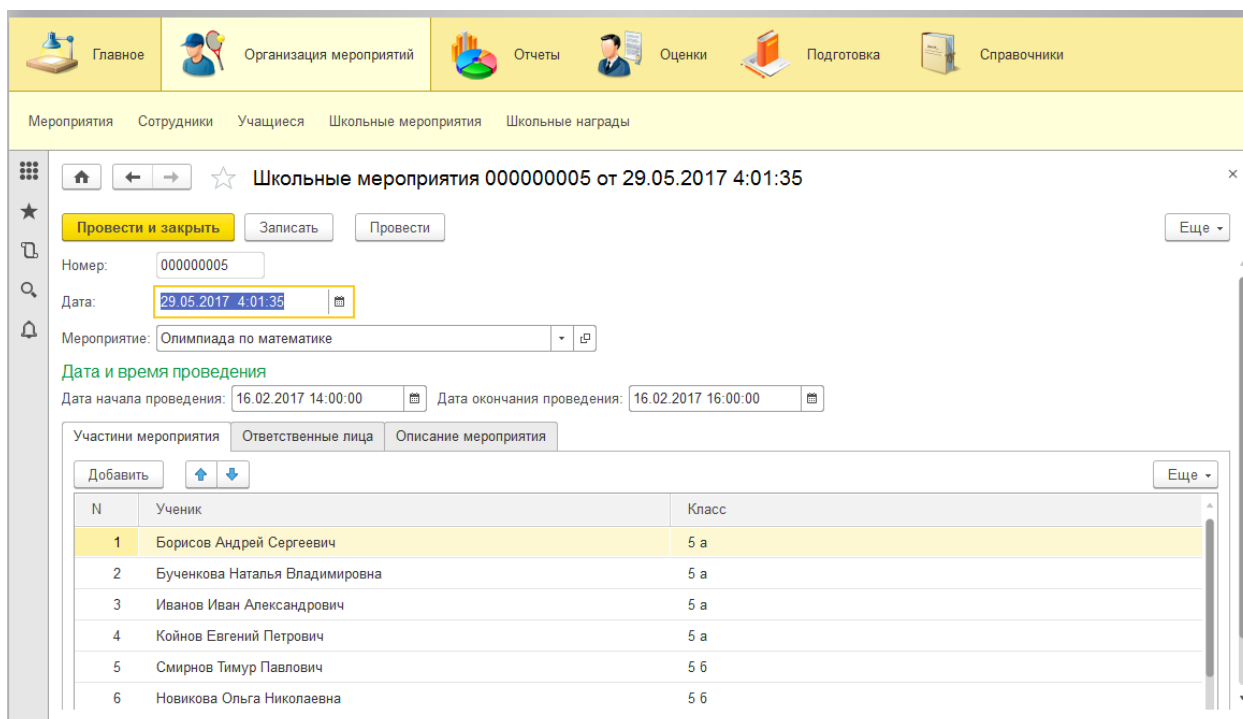 Главное Организация мероприятий Отчеты Оценки Подготовка Справочники
Мероприятия Сотрудники Учащиеся Школьные мероприятия Школьные награды
Школьные мероприятия 000000005 от 29.05.2017 4:01:35
Провести и закрыть Записать Провести Еще
Номер: 000000005
Дата: 29.05.2017 4:01:35
Мероприятие: Олимпиада по математике
Дата и время проведения
Дата начала проведения: 16.02.2017 14:00:00 Дата окончания проведения: 16.02.2017 16:00:00
Участини мероприятия Ответственные лица Описание мероприятия
Добавить Еще
N Ученик Класс
1 Борисов Андрей Сергеевич 5 а
2 Бученкова Наталья Владимировна 5 а
3 Иванов Иван Александрович 5 а
4 Койнов Евгений Петрович 5 а
5 Смирнов Тимур Павлович 5 б
6 Новикова Ольга Николаевна 5 б